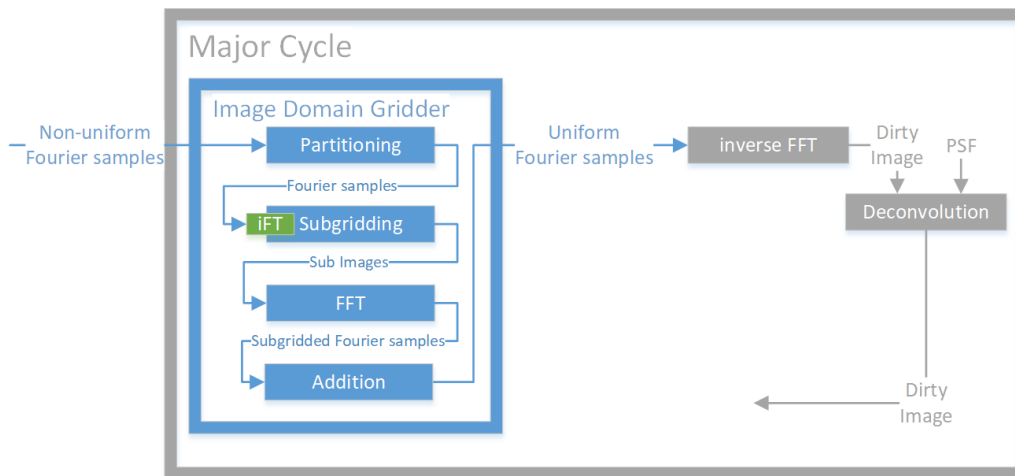 Major Cycle
Image Domain Gridder
Non-uniform
Fourier samples
Partitioning
Fourier samples
iFT
Subgridding
Sub Images
FFT
Subgridded Fourier samples
Addition
Uniform
Fourier samples
inverse FFT
Dirty
Image
PSF
Deconvolution
Dirty
Image